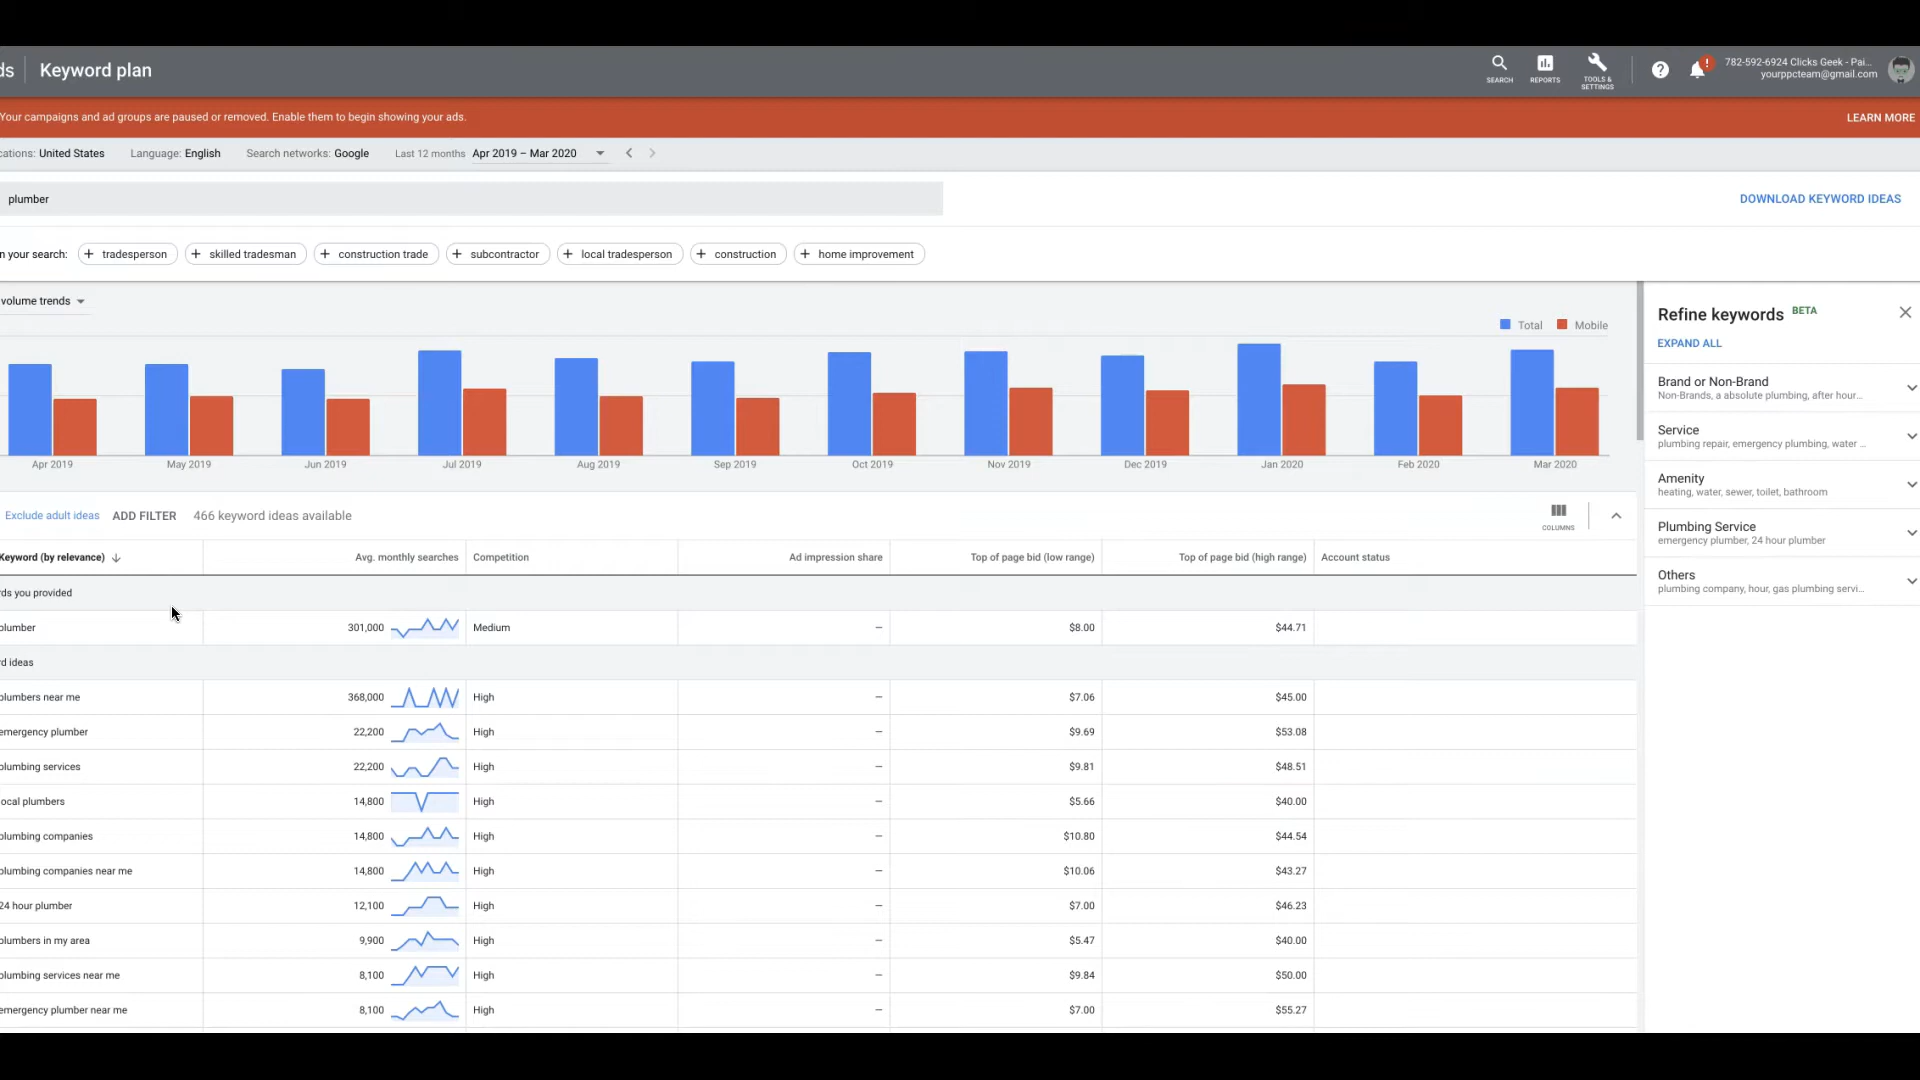 ds Keyword plan SEARCH REPORTS TOOLS & SETTINGS 782-592-6924 Clicks Geek - Pai...
yourppcteam@gmail.com
Your campaigns and ad groups are paused or removed. Enable them to begin showing your ads. LEARN MORE
cations: United States Language: English Search networks: Google Last 12 months Apr 2019 – Mar 2020
plumber DOWNLOAD KEYWORD IDEAS
n your search: + tradesperson + skilled tradesman + construction trade + subcontractor + local tradesperson + construction + home improvement
volume trends
Total Mobile
Apr 2019 May 2019 Jun 2019 Jul 2019 Aug 2019 Sep 2019 Oct 2019 Nov 2019 Dec 2019 Jan 2020 Feb 2020 Mar 2020
Exclude adult ideas ADD FILTER 466 keyword ideas available COLUMNS
Keyword (by relevance) Avg. monthly searches Competition Ad impression share Top of page bid (low range) Top of page bid (high range) Account status
rds you provided
plumber 301,000 Medium – $8.00 $44.71
rd ideas
plumbers near me 368,000 High – $7.06 $45.00
emergency plumber 22,200 High – $9.69 $53.08
plumbing services 22,200 High – $9.81 $48.51
local plumbers 14,800 High – $5.66 $40.00
plumbing companies 14,800 High – $10.80 $44.54
plumbing companies near me 14,800 High – $10.06 $43.27
24 hour plumber 12,100 High – $7.00 $46.23
plumbers in my area 9,900 High – $5.47 $40.00
plumbing services near me 8,100 High – $9.84 $50.00
emergency plumber near me 8,100 High – $7.00 $55.27
Refine keywords BETA
EXPAND ALL
Brand or Non-Brand
Non-Brands, a absolute plumbing, after hour...
Service
plumbing repair, emergency plumbing, water ...
Amenity
heating, water, sewer, toilet, bathroom
Plumbing Service
emergency plumber, 24 hour plumber
Others
plumbing company, hour, gas plumbing servi...